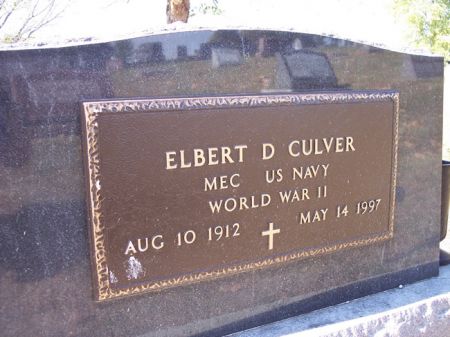 ELBERT D CULVER
MEC US NAVY
WORLD WAR II
AUG 10 1912 MAY 14 1997